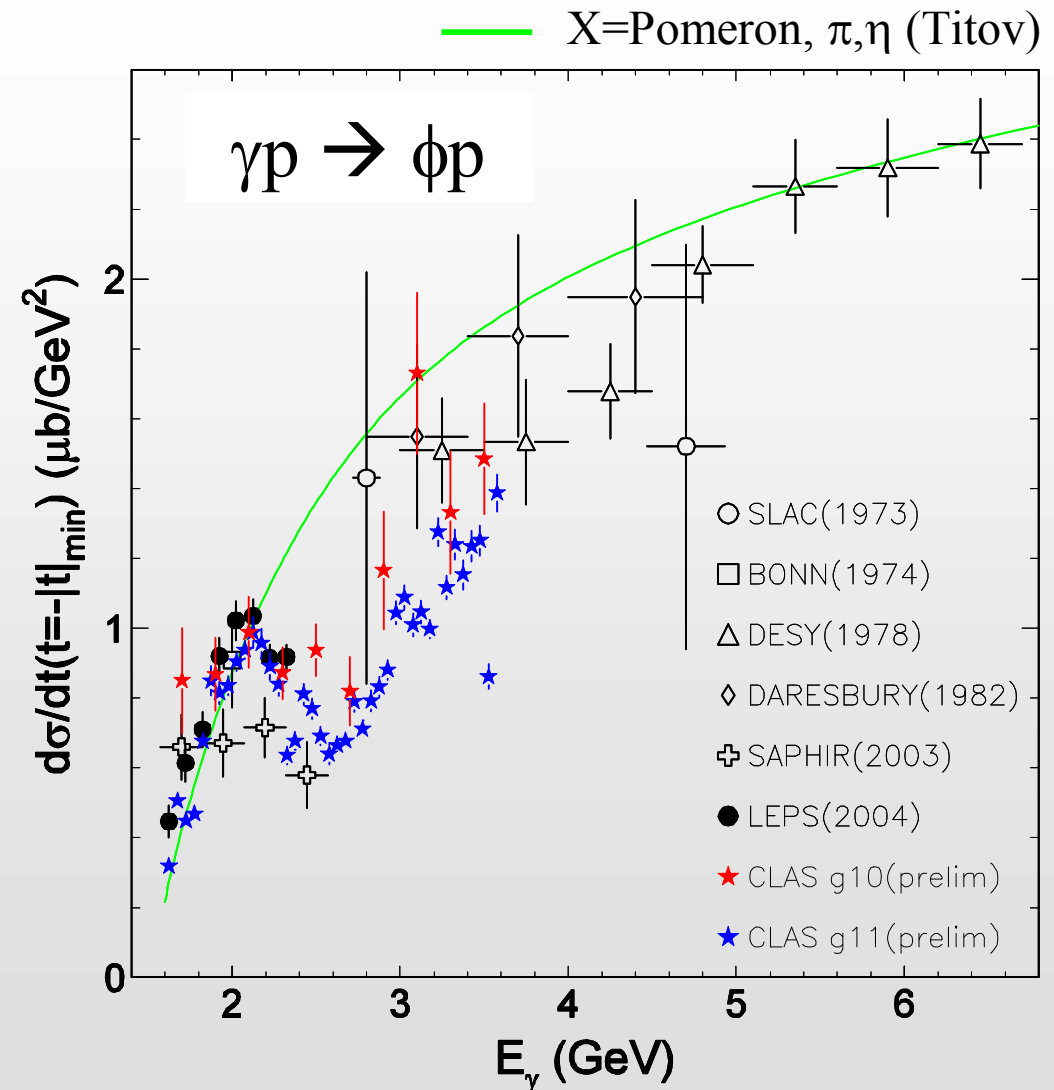 X=Pomeron, π,η (Titov)
γp → ϕp
dσ/dt(t=-|t|min) (μb/GeV²)
2
1
0
SLAC(1973)
BONN(1974)
DESY(1978)
DARESBURY(1982)
SAPHIR(2003)
LEPS(2004)
CLAS g10(prelim)
CLAS g11(prelim)
2 3 4 5 6
Eγ (GeV)